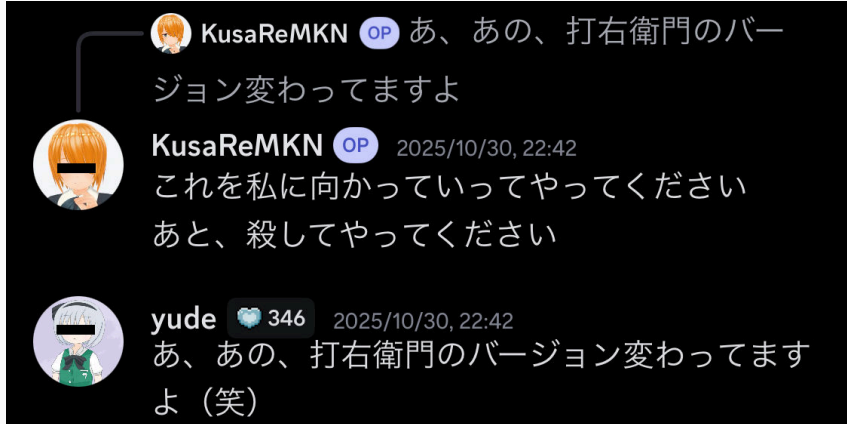 KusaReMKN OP あ、あの、打右衛門のバー
ジョン変わってますよ
KusaReMKN OP 2025/10/30, 22:42
これを私に向かっていってやってください
あと、殺してやってください
yude 346 2025/10/30, 22:42
あ、あの、打右衛門のバージョン変わってます
よ（笑）